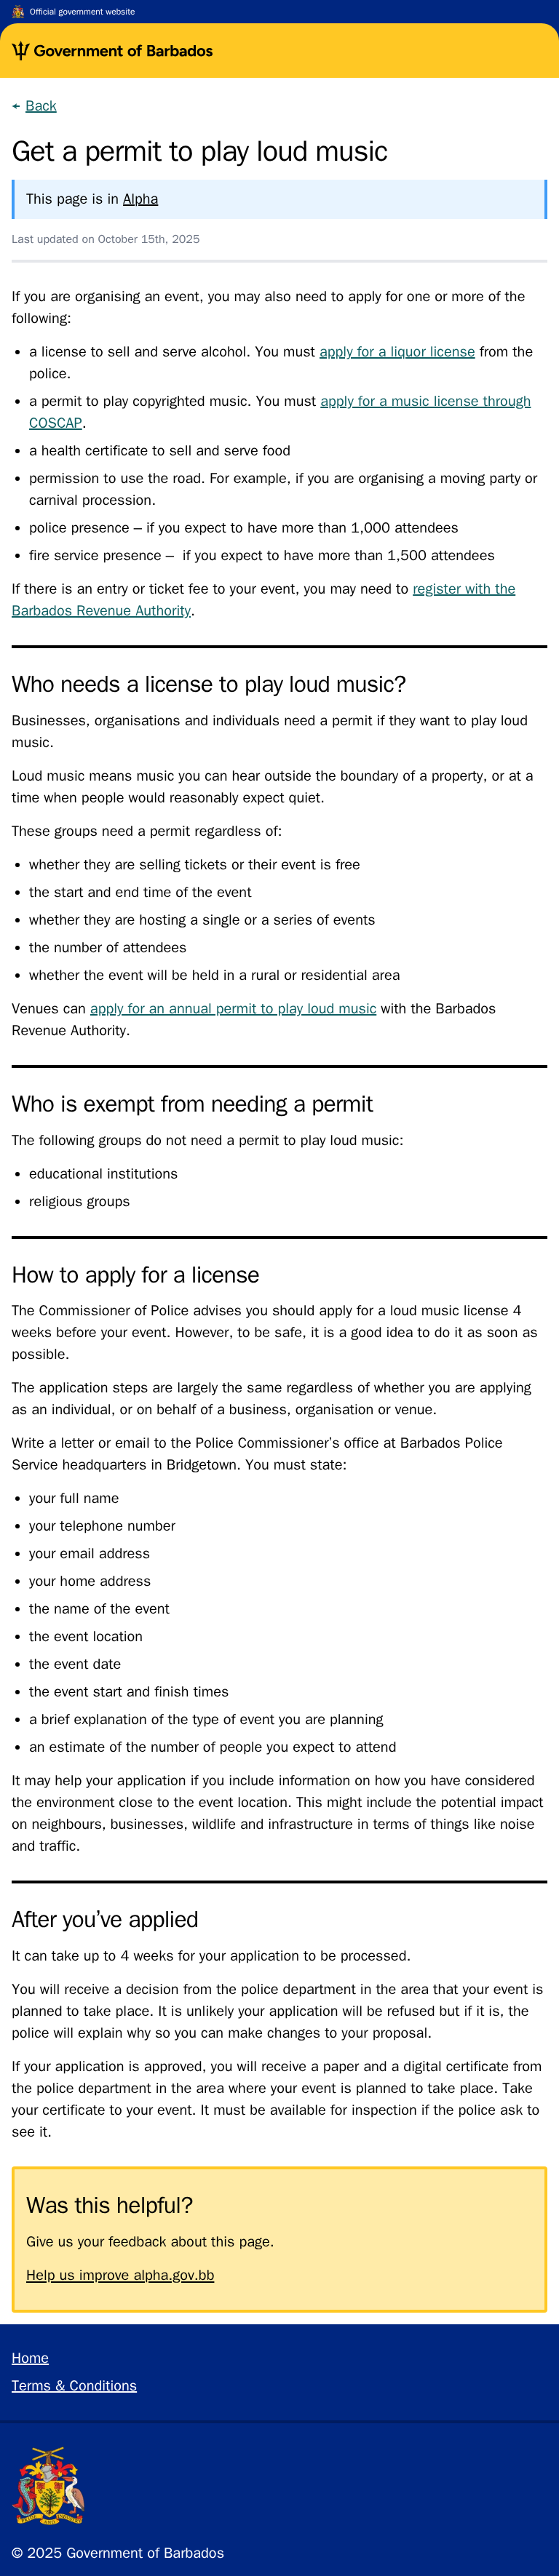 Official government website
Government of Barbados
← Back
Get a permit to play loud music
This page is in Alpha
Last updated on October 15th, 2025
If you are organising an event, you may also need to apply for one or more of the
following:
• a license to sell and serve alcohol. You must apply for a liquor license from the
police.
• a permit to play copyrighted music. You must apply for a music license through
COSCAP.
• a health certificate to sell and serve food
• permission to use the road. For example, if you are organising a moving party or
carnival procession.
• police presence – if you expect to have more than 1,000 attendees
• fire service presence –  if you expect to have more than 1,500 attendees
If there is an entry or ticket fee to your event, you may need to register with the
Barbados Revenue Authority.
Who needs a license to play loud music?
Businesses, organisations and individuals need a permit if they want to play loud
music.
Loud music means music you can hear outside the boundary of a property, or at a
time when people would reasonably expect quiet.
These groups need a permit regardless of:
• whether they are selling tickets or their event is free
• the start and end time of the event
• whether they are hosting a single or a series of events
• the number of attendees
• whether the event will be held in a rural or residential area
Venues can apply for an annual permit to play loud music with the Barbados
Revenue Authority.
Who is exempt from needing a permit
The following groups do not need a permit to play loud music:
• educational institutions
• religious groups
How to apply for a license
The Commissioner of Police advises you should apply for a loud music license 4
weeks before your event. However, to be safe, it is a good idea to do it as soon as
possible.
The application steps are largely the same regardless of whether you are applying
as an individual, or on behalf of a business, organisation or venue.
Write a letter or email to the Police Commissioner’s office at Barbados Police
Service headquarters in Bridgetown. You must state:
• your full name
• your telephone number
• your email address
• your home address
• the name of the event
• the event location
• the event date
• the event start and finish times
• a brief explanation of the type of event you are planning
• an estimate of the number of people you expect to attend
It may help your application if you include information on how you have considered
the environment close to the event location. This might include the potential impact
on neighbours, businesses, wildlife and infrastructure in terms of things like noise
and traffic.
After you’ve applied
It can take up to 4 weeks for your application to be processed.
You will receive a decision from the police department in the area that your event is
planned to take place. It is unlikely your application will be refused but if it is, the
police will explain why so you can make changes to your proposal.
If your application is approved, you will receive a paper and a digital certificate from
the police department in the area where your event is planned to take place. Take
your certificate to your event. It must be available for inspection if the police ask to
see it.
Was this helpful?
Give us your feedback about this page.
Help us improve alpha.gov.bb
Home
Terms & Conditions
PRIDE AND INDUSTRY
© 2025 Government of Barbados